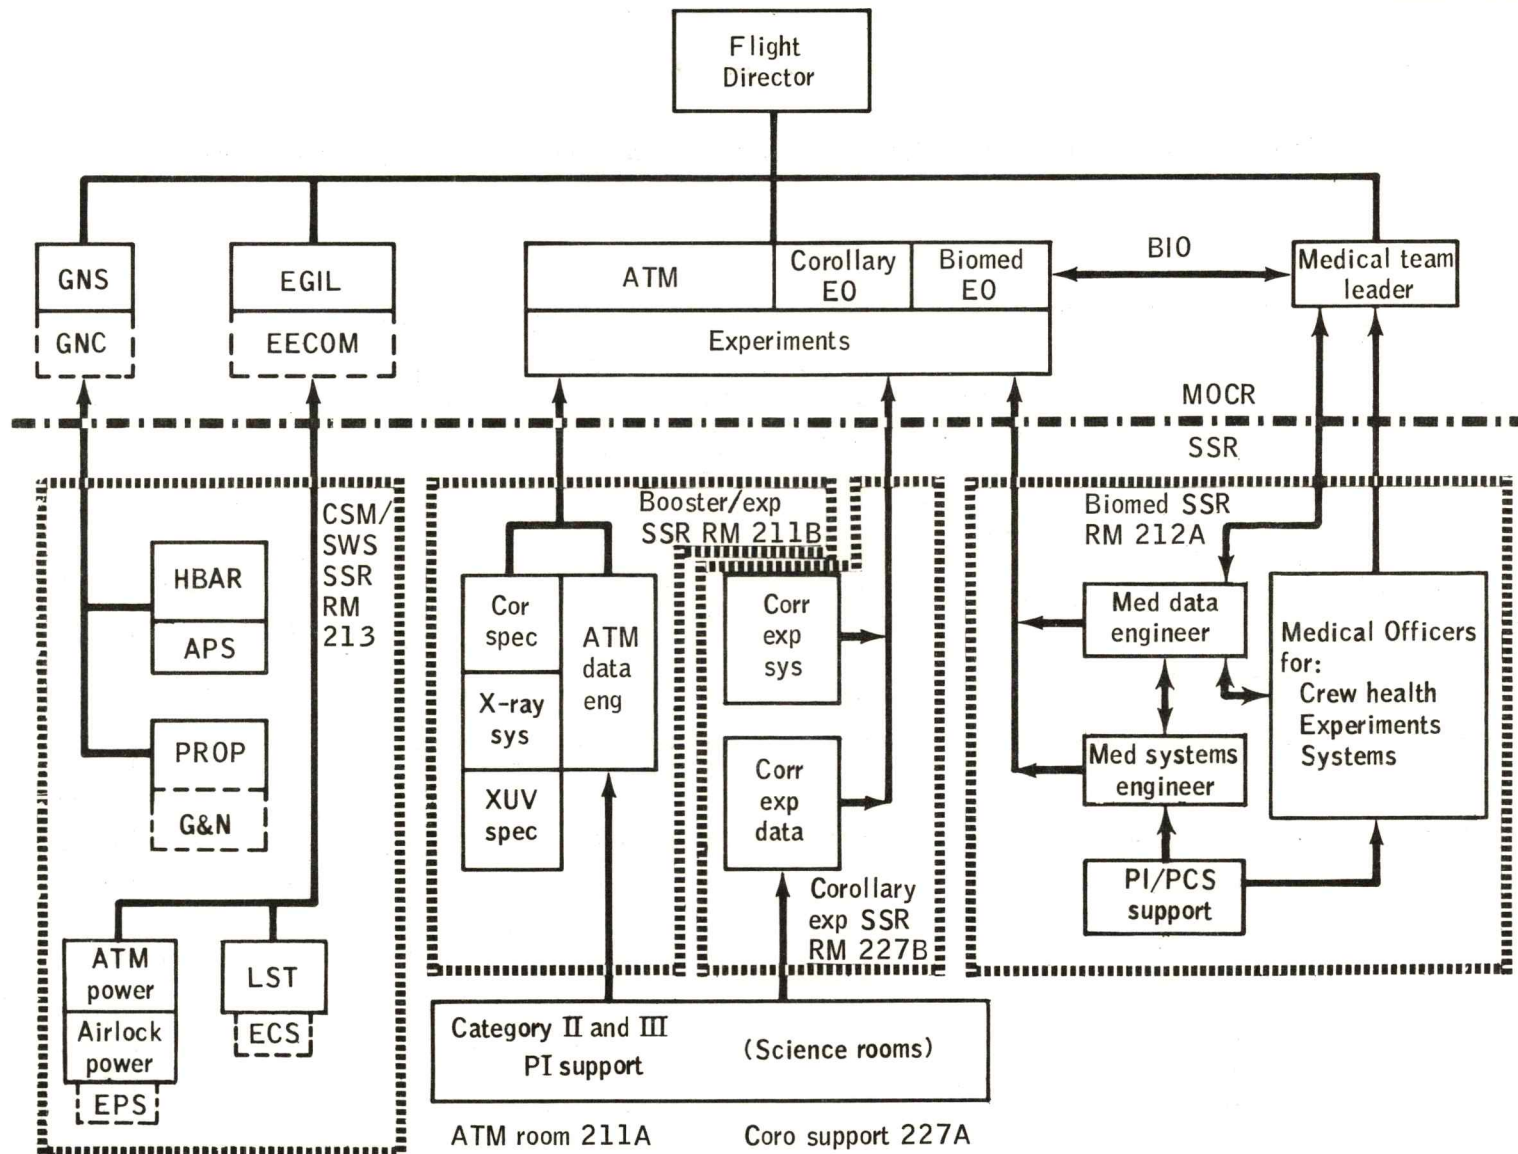 Flight
Director
GNS
GNC
EGIL
EECOM
ATM
Corollary
EO
Biomed
EO
Experiments
BIO
Medical team
leader
MOCR
SSR
CSM/
SWS
SSR
RM
213
HBAR
APS
PROP
G&N
ATM
power
Airlock
power
EPS
LST
ECS
Booster/exp
SSR RM 211B
Cor
spec
X-ray
sys
XUV
spec
ATM
data
eng
Corr
exp
sys
Corr
exp
data
Corollary
exp SSR
RM 227B
Biomed SSR
RM 212A
Med data
engineer
Med systems
engineer
PI/PCS
support
Medical Officers
for:
Crew health
Experiments
Systems
Category II and III
PI support
(Science rooms)
ATM room 211A
Coro support 227A